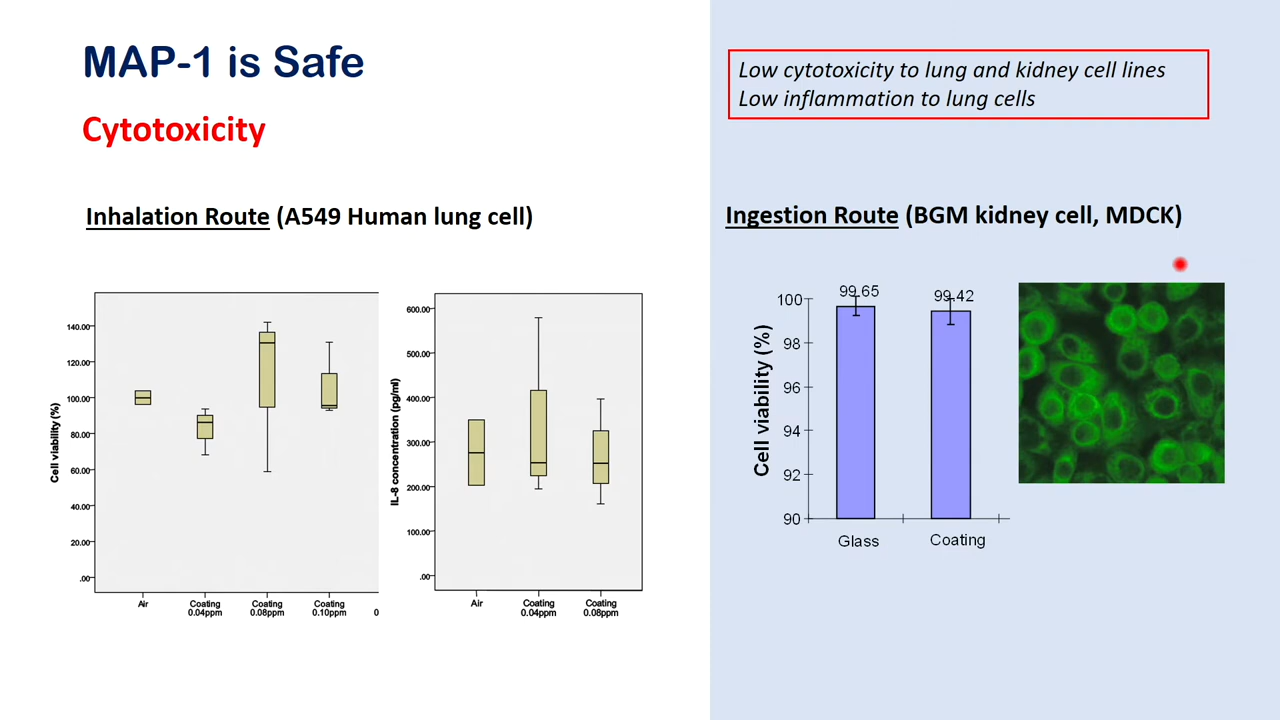 MAP-1 is Safe
Cytotoxicity
Low cytotoxicity to lung and kidney cell lines
Low inflammation to lung cells
Inhalation Route (A549 Human lung cell)
Cell viability (%)
140.00
120.00
100.00
80.00
60.00
40.00
20.00
.00
Air
Coating 0.04ppm
Coating 0.08ppm
Coating 0.10ppm
0
IL-8 concentration (pg/ml)
600.00
500.00
400.00
300.00
200.00
100.00
.00
Air
Coating 0.04ppm
Coating 0.08ppm
Ingestion Route (BGM kidney cell, MDCK)
Cell viability (%)
100
98
96
94
92
90
99.65
99.42
Glass
Coating